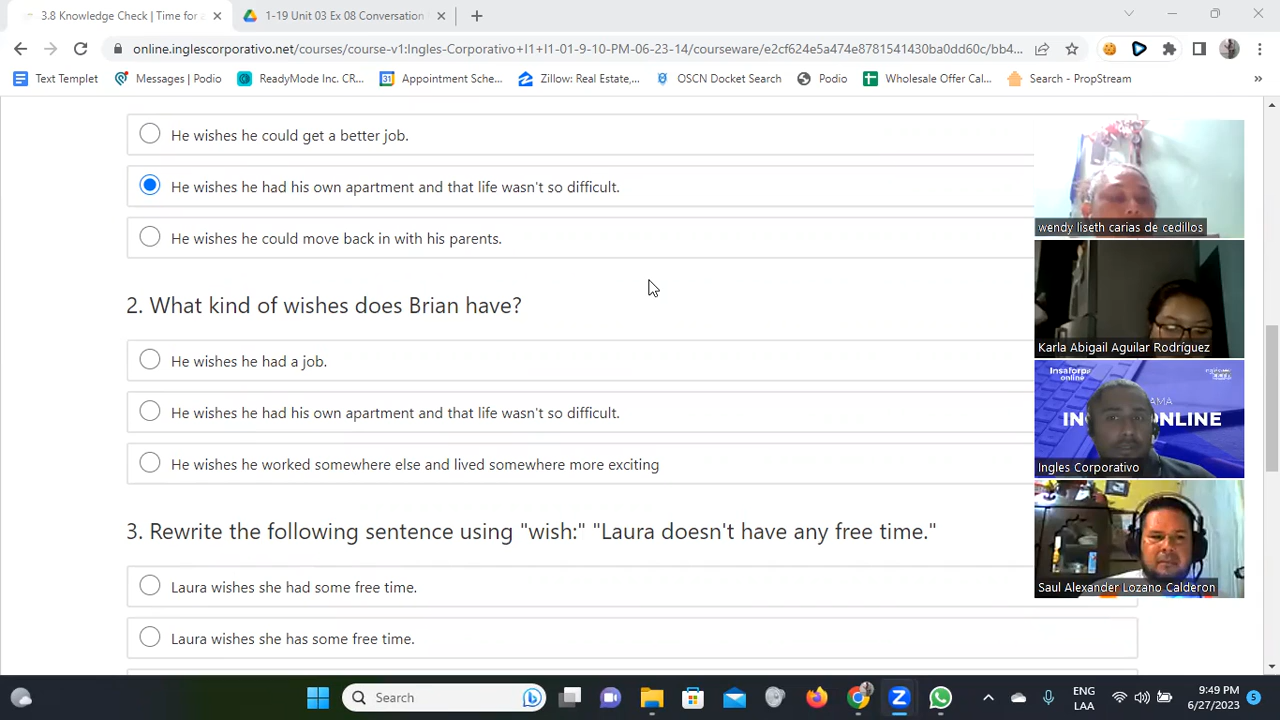 3.8 Knowledge Check | Time for a
1-19 Unit 03 Ex 08 Conversation
online.inglescorporativo.net/courses/course-v1:Ingles-Corporativo+I1+I1-01-9-10-PM-06-23-14/courseware/e2cf624e5a474e8781541430ba0dd60c/bb4...
Text Templet
Messages | Podio
ReadyMode Inc. CR...
Appointment Sche...
Zillow: Real Estate,...
OSCN Docket Search
Podio
Wholesale Offer Cal...
Search - PropStream
He wishes he could get a better job.
He wishes he had his own apartment and that life wasn't so difficult.
He wishes he could move back in with his parents.
2. What kind of wishes does Brian have?
He wishes he had a job.
He wishes he had his own apartment and that life wasn't so difficult.
He wishes he worked somewhere else and lived somewhere more exciting
3. Rewrite the following sentence using "wish:" "Laura doesn't have any free time."
Laura wishes she had some free time.
Laura wishes she has some free time.
wendy liseth carias de cedillos
Karla Abigail Aguilar Rodríguez
Ingles Corporativo
Saul Alexander Lozano Calderon
Search
ENG
LAA
9:49 PM
6/27/2023
5